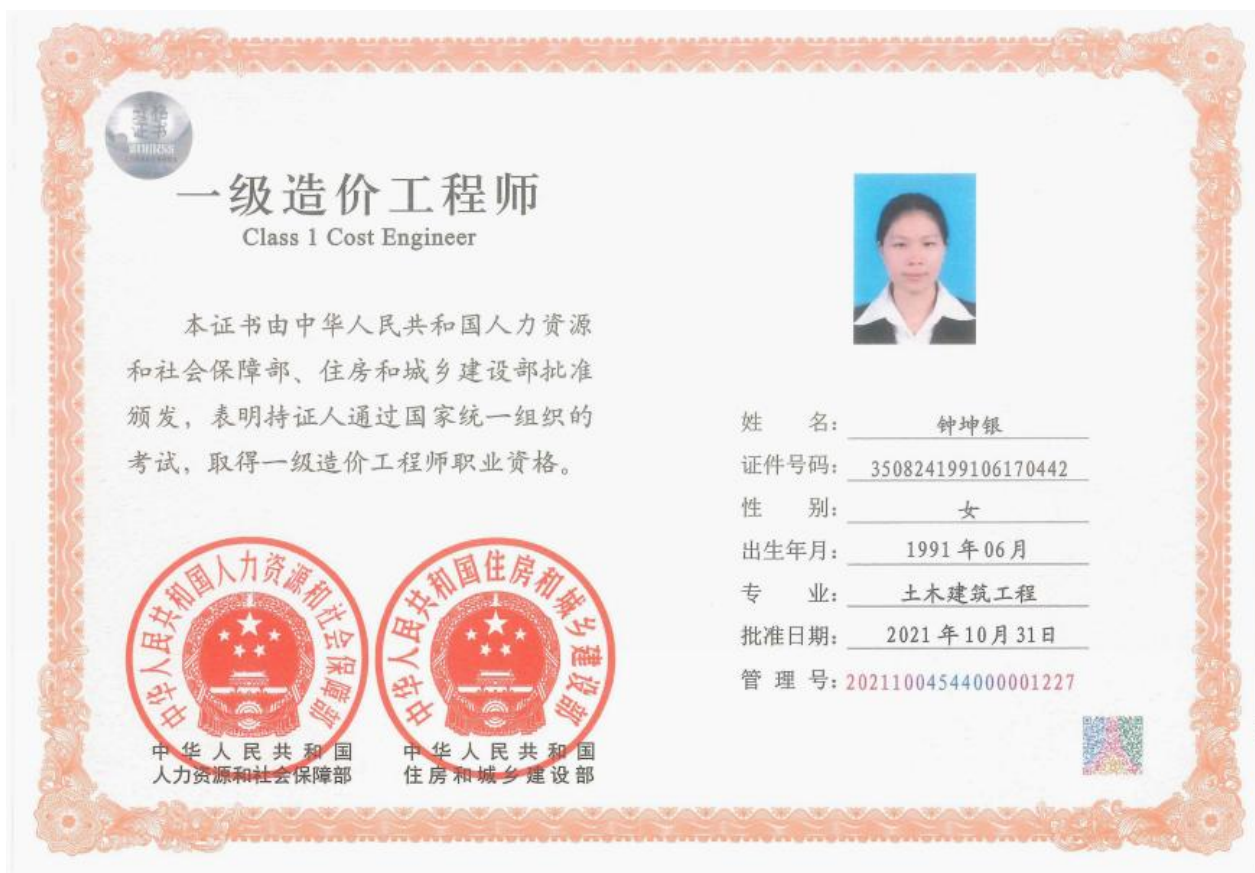 资格
证书
一级造价工程师
Class 1 Cost Engineer
本证书由中华人民共和国人力资源
和社会保障部、住房和城乡建设部批准
颁发，表明持证人通过国家统一组织的
考试，取得一级造价工程师职业资格。
姓 名：钟坤银
证件号码：350824199106170442
性 别：女
出生年月：1991年06月
专 业：土木建筑工程
批准日期：2021年10月31日
管 理 号：20211004544000001227
中华人民共和国人力资源和社会保障部
中华人民共和国住房和城乡建设部
中华人民共和国
人力资源和社会保障部
中华人民共和国
住房和城乡建设部